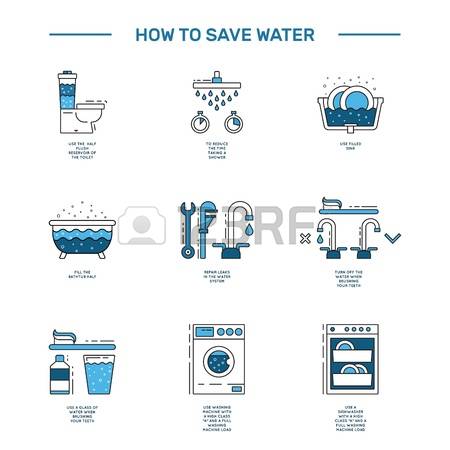 HOW TO SAVE WATER
USE THE HALF
FLUSH
RESERVOIR OF
THE TOILET
TO REDUCE
THE TIME
TAKING A
SHOWER
USE FILLED
SINK
FILL THE
BATHTUB HALF
REPAIR LEAKS
IN THE WATER
SYSTEM
TURN OFF THE
WATER WHEN
BRUSHING
YOUR TEETH
USE A GLASS OF
WATER WHEN
BRUSHING
YOUR TEETH
USE WASHING
MACHINE WITH
A HIGH CLASS
"A" AND A FULL
WASHING
MACHINE LOAD
USE
A DISHWASHER
WITH A HIGH
CLASS "A" AND A
FULL WASHING
MACHINE LOAD
123RF